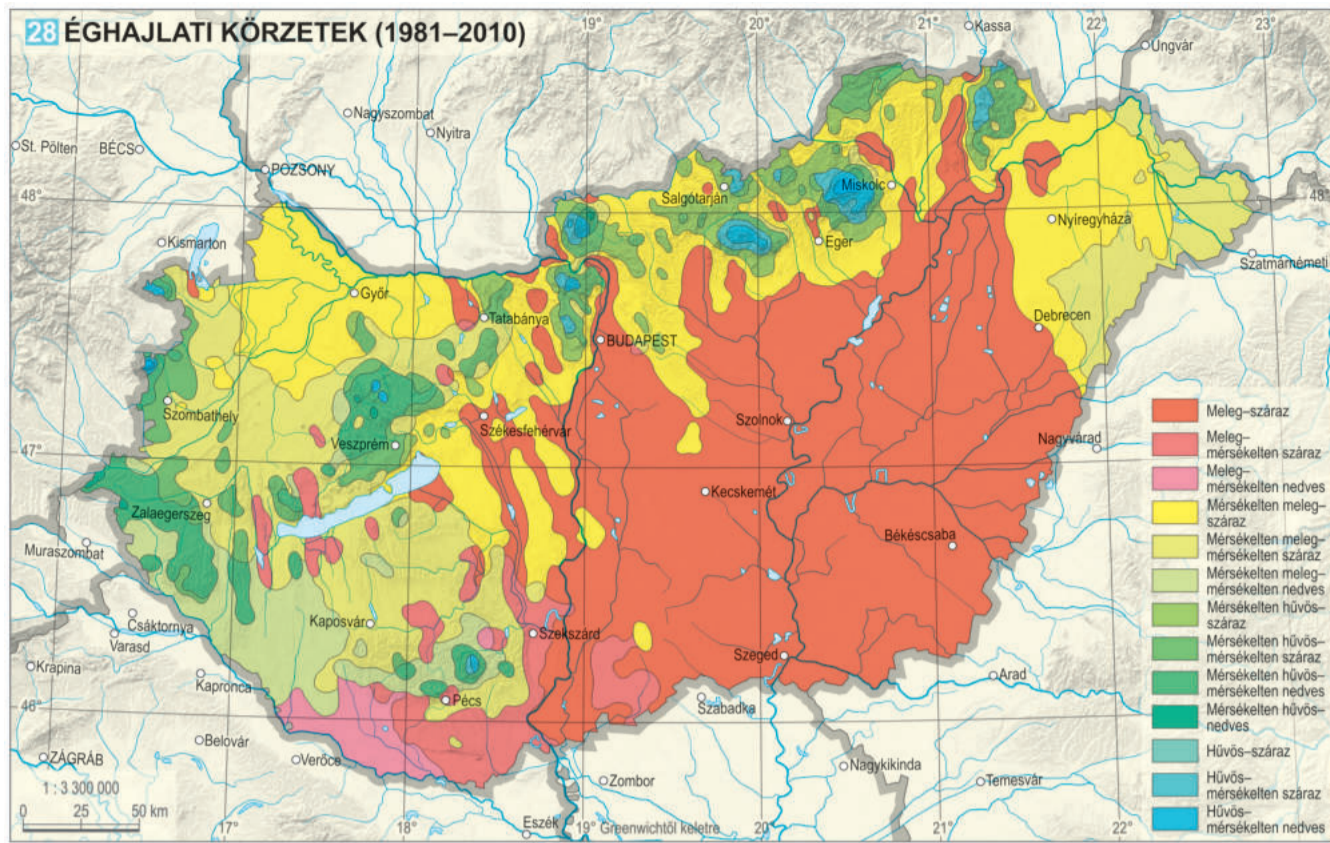 28 ÉGHAJLATI KÖRZETEK (1981–2010)
19°
20°
21°
22°
23°
Kassa
Ungvár
Nagyszombat
Nyitra
St. Pölten
BÉCS
POZSONY
48°
48°
Salgótarján
Miskolc
Eger
Nyíregyháza
Szatmárnémeti
Kismarton
Győr
Tatabánya
BUDAPEST
Debrecen
Szombathely
Veszprém
Székesfehérvár
Szolnok
Nagyvárad
47°
Zalaegerszeg
Kecskemét
Békéscsaba
Muraszombat
Csáktornya
Varasd
Kaposvár
Szekszárd
Szeged
Krapina
Kapronca
Pécs
Szabadka
Arad
46°
Belovár
ZÁGRÁB
Verőce
Zombor
Nagykikinda
Temesvár
Eszék
1 : 3 300 000
0 25 50 km
17°
18°
19° Greenwichtől keletre
20°
21°
22°
Meleg–száraz
Meleg–
mérsékelten száraz
Meleg–
mérsékelten nedves
Mérsékelten meleg–
száraz
Mérsékelten meleg–
mérsékelten száraz
Mérsékelten meleg–
mérsékelten nedves
Mérsékelten hűvös–
száraz
Mérsékelten hűvös–
mérsékelten száraz
Mérsékelten hűvös–
mérsékelten nedves
Mérsékelten hűvös–
nedves
Hűvös–száraz
Hűvös–
mérsékelten száraz
Hűvös–
mérsékelten nedves